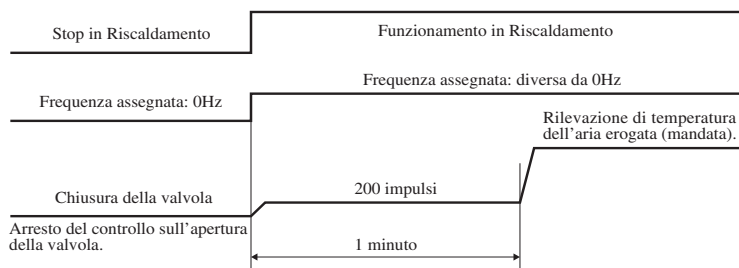 Stop in Riscaldamento
Funzionamento in Riscaldamento
Frequenza assegnata: 0Hz
Frequenza assegnata: diversa da 0Hz
Rilevazione di temperatura
dell'aria erogata (mandata).
Chiusura della valvola
200 impulsi
Arresto del controllo sull'apertura
della valvola.
1 minuto